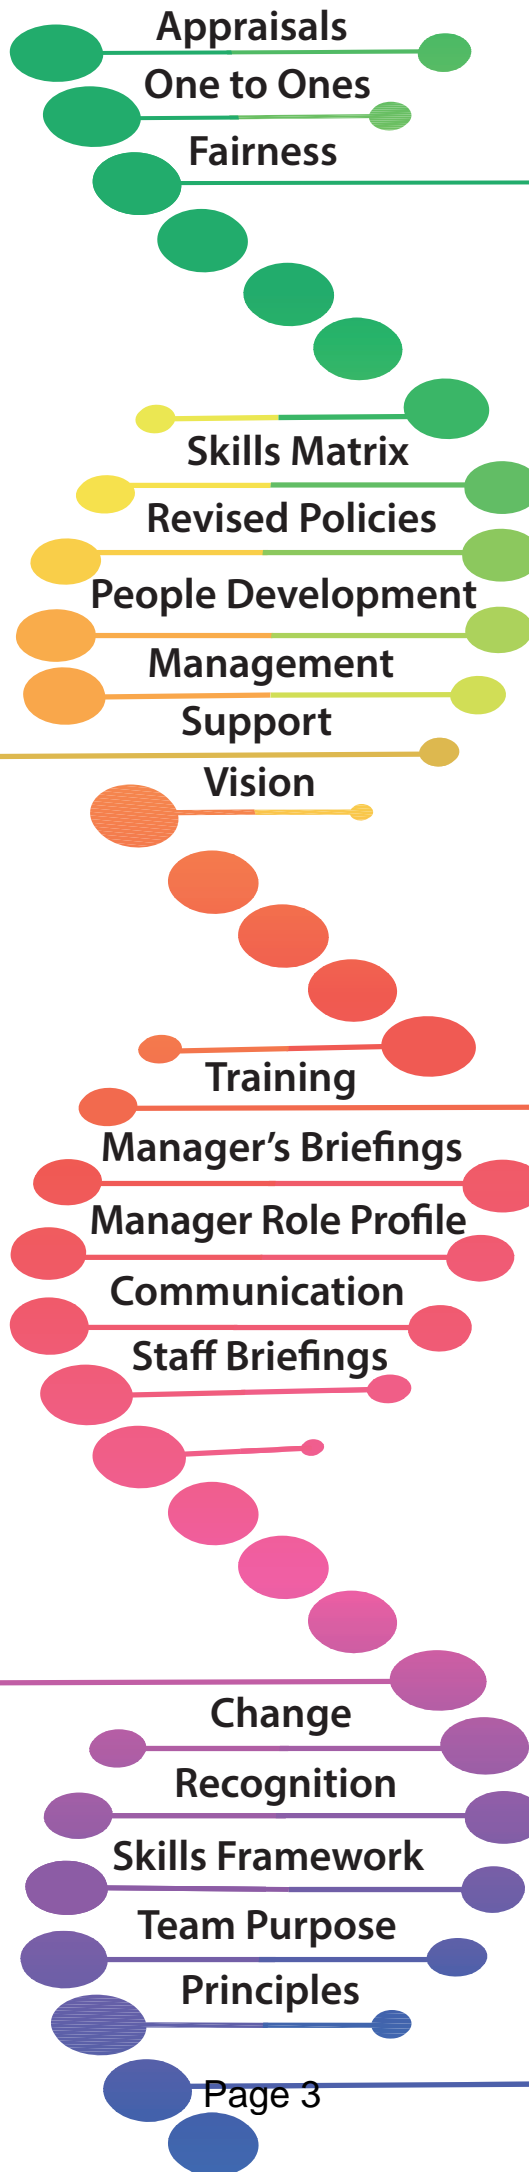 Appraisals
One to Ones
Fairness
Skills Matrix
Revised Policies
People Development
Management
Support
Vision
Training
Manager’s Briefings
Manager Role Profile
Communication
Staff Briefings
Change
Recognition
Skills Framework
Team Purpose
Principles
Page 3